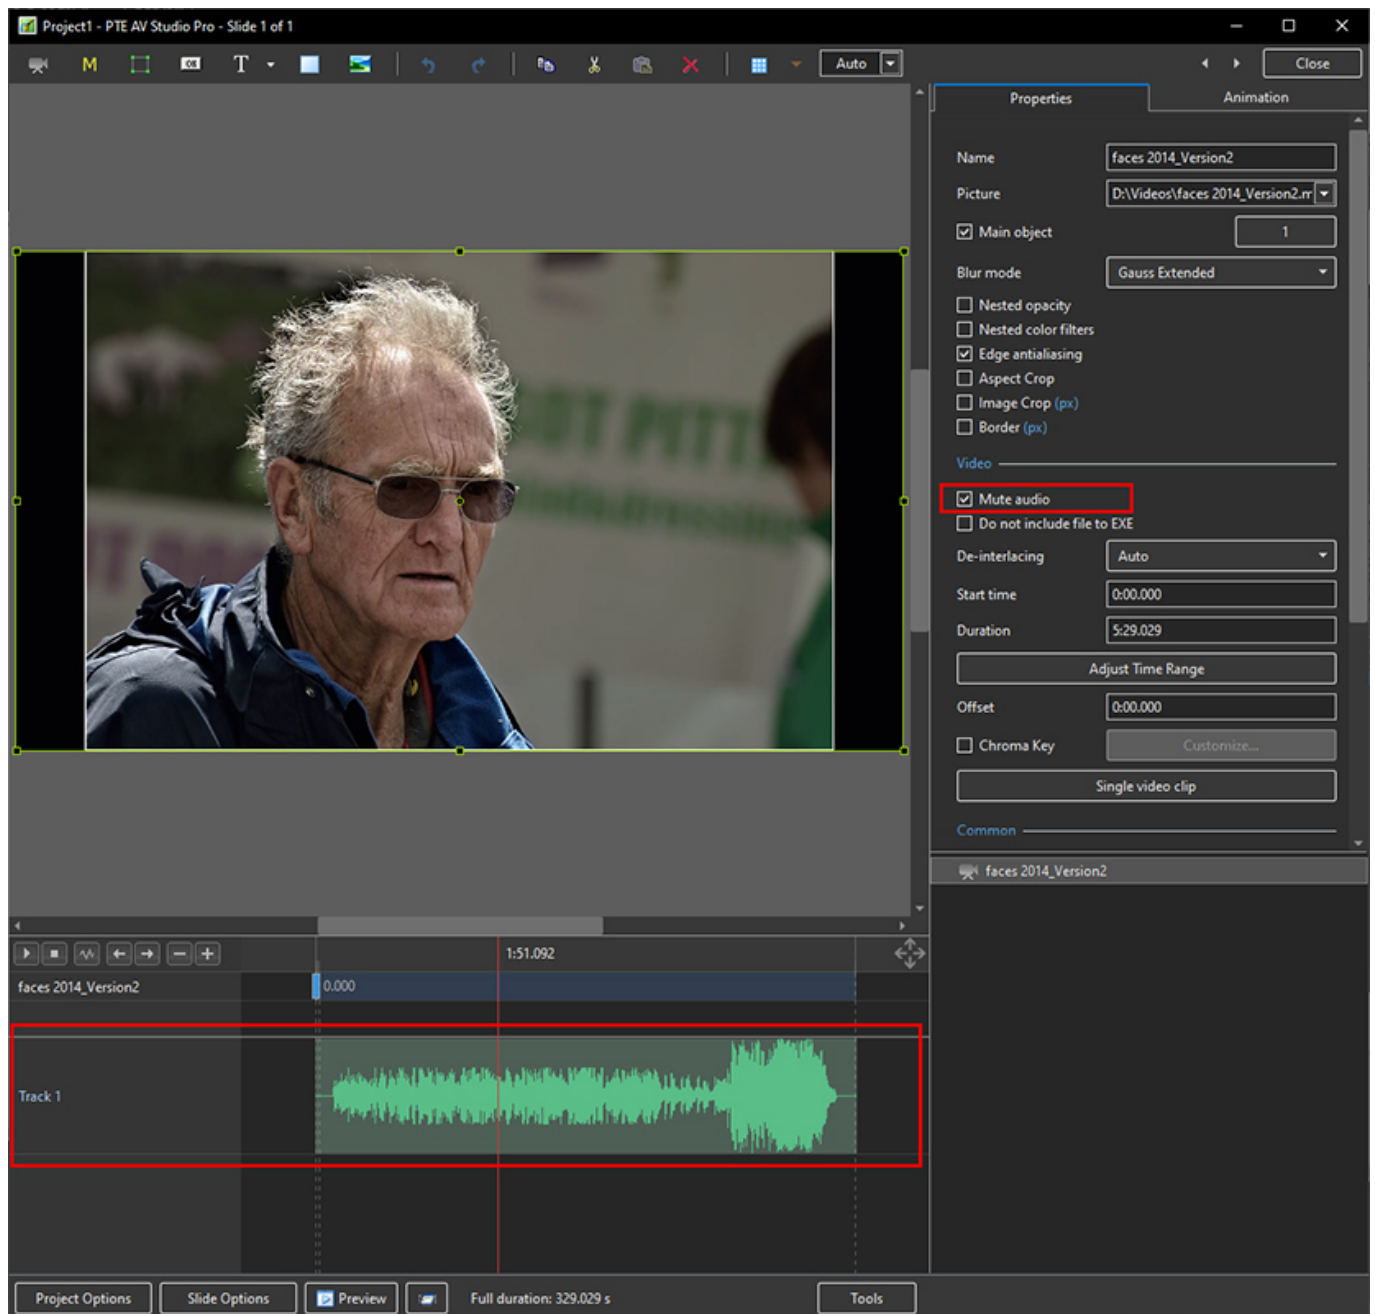 Project1 - PTE AV Studio Pro - Slide 1 of 1
M OK T Auto Close
Properties Animation
Name faces 2014_Version2
Picture D:\Videos\faces 2014_Version2.m
Main object 1
Blur mode Gauss Extended
Nested opacity
Nested color filters
Edge antialiasing
Aspect Crop
Image Crop (px)
Border (px)
Video
Mute audio
Do not include file to EXE
De-interlacing Auto
Start time 0:00.000
Duration 5:29.029
Adjust Time Range
Offset 0:00.000
Chroma Key Customize...
Single video clip
Common
faces 2014_Version2
1:51.092
faces 2014_Version2 0.000
Track 1
Project Options Slide Options Preview Full duration: 329.029 s Tools